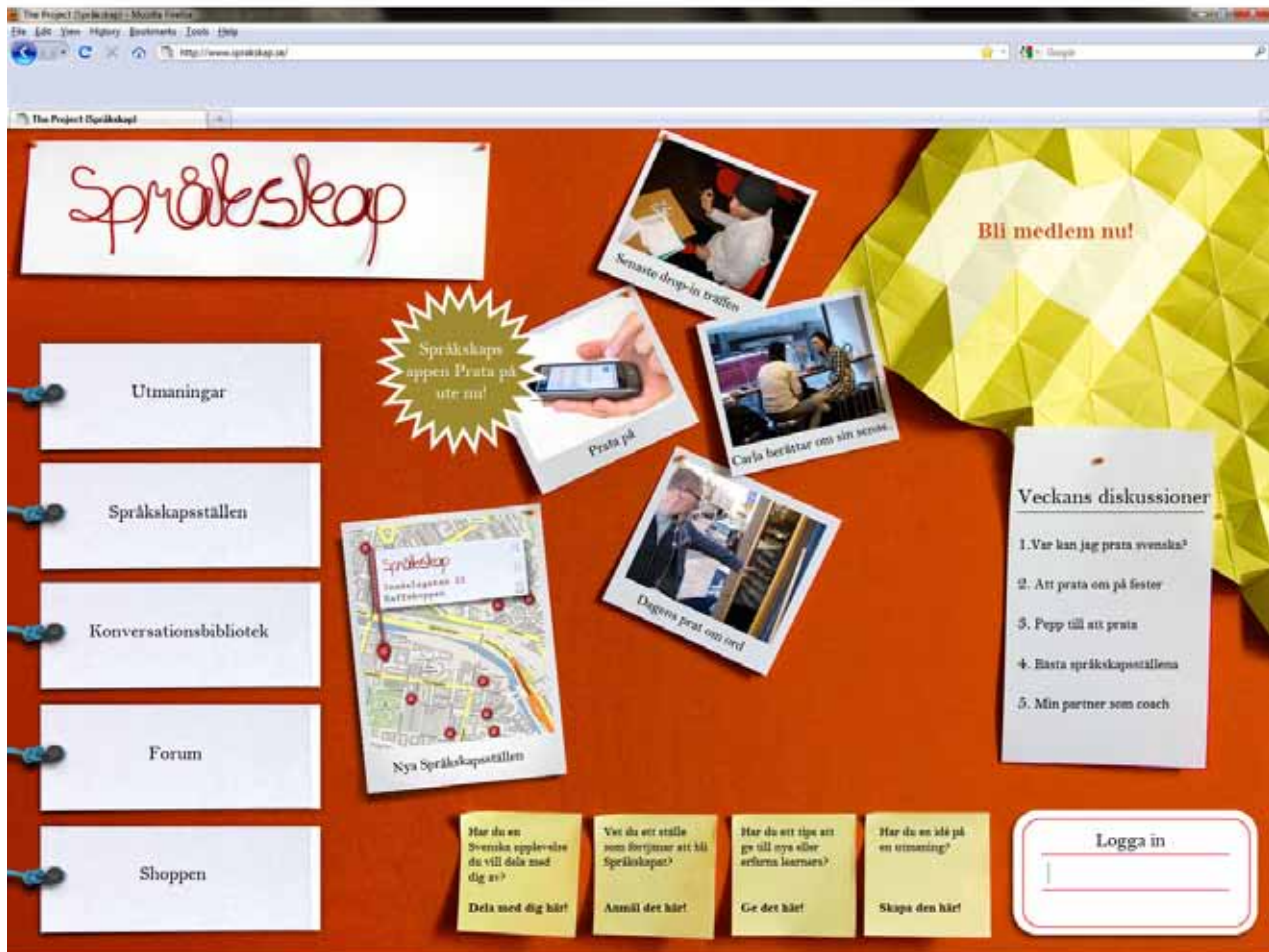 The Project (Språkskap) - Mozilla Firefox
File Edit View History Bookmarks Tools Help
http://www.språkskap.se/
Google
The Project (Språkskap)
Språkskap
Bli medlem nu!
Senaste drop-in träffen
Språkskaps
appen Prata på
ute nu!
Prata på
Carla berättar om sin senas..
Dagens prat om ord
Utmaningar
Språkskapsställen
Konversationsbibliotek
Forum
Shoppen
Språkskap
Nya Språkskapsställen
Veckans diskussioner
1.Var kan jag prata svenska?
2. Att prata om på fester
3. Pepp till att prata
4. Bästa språkskapsställena
5. Min partner som coach
Har du en
Svenska upplevelse
du vill dela med
dig av?
Dela med dig här!
Vet du ett ställe
som förtjänar att bli
Språkskapat?
Anmäl det här!
Har du ett tips att
ge till nya eller
erfarna learners?
Ge det här!
Har du en idé på
en utmaning?
Skapa den här!
Logga in